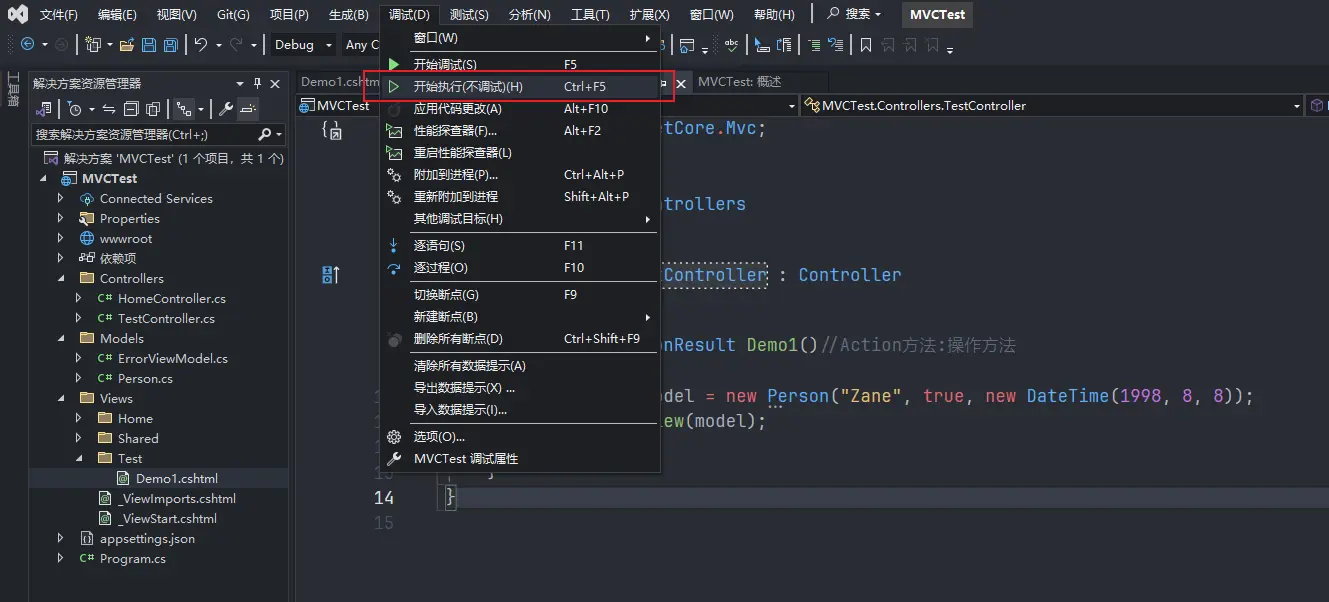 文件(F) 编辑(E) 视图(V) Git(G) 项目(P) 生成(B) 调试(D) 测试(S) 分析(N) 工具(T) 扩展(X) 窗口(W) 帮助(H) 搜索 MVCTest
Debug Any C
工具箱
解决方案资源管理器
搜索解决方案资源管理器(Ctrl+;)
解决方案 'MVCTest' (1 个项目，共 1 个)
MVCTest
Connected Services
Properties
wwwroot
依赖项
Controllers
C# HomeController.cs
C# TestController.cs
Models
C# ErrorViewModel.cs
C# Person.cs
Views
Home
Shared
Test
Demo1.cshtml
_ViewImports.cshtml
_ViewStart.cshtml
appsettings.json
C# Program.cs
窗口(W)
开始调试(S) F5
开始执行(不调试)(H) Ctrl+F5
应用代码更改(A) Alt+F10
性能探查器(F)... Alt+F2
重启性能探查器(L)
附加到进程(P)... Ctrl+Alt+P
重新附加到进程 Shift+Alt+P
其他调试目标(H)
逐语句(S) F11
逐过程(O) F10
切换断点(G) F9
新建断点(B)
删除所有断点(D) Ctrl+Shift+F9
清除所有数据提示(A)
导出数据提示(X) ...
导入数据提示(I)...
选项(O)...
MVCTest 调试属性
Demo1.cshtm MVCTest: 概述
MVCTest MVCTest.Controllers.TestController
tCore.Mvc;
trollers
Controller : Controller
onResult Demo1()//Action方法:操作方法
odel = new Person("Zane", true, new DateTime(1998, 8, 8));
ew(model);
13 }
14 }
15